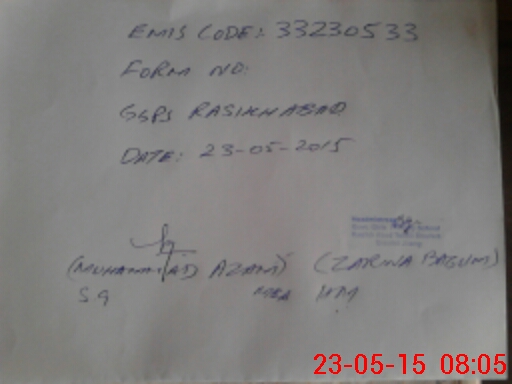 EMIS CODE: 33230533
FORM NO:
GGPS RASIKHABAD
DATE: 23-05-2015
(MUHAMMAD AZAM) (ZARINA BAGUM)
SG MEA HM
23-05-15 08:05